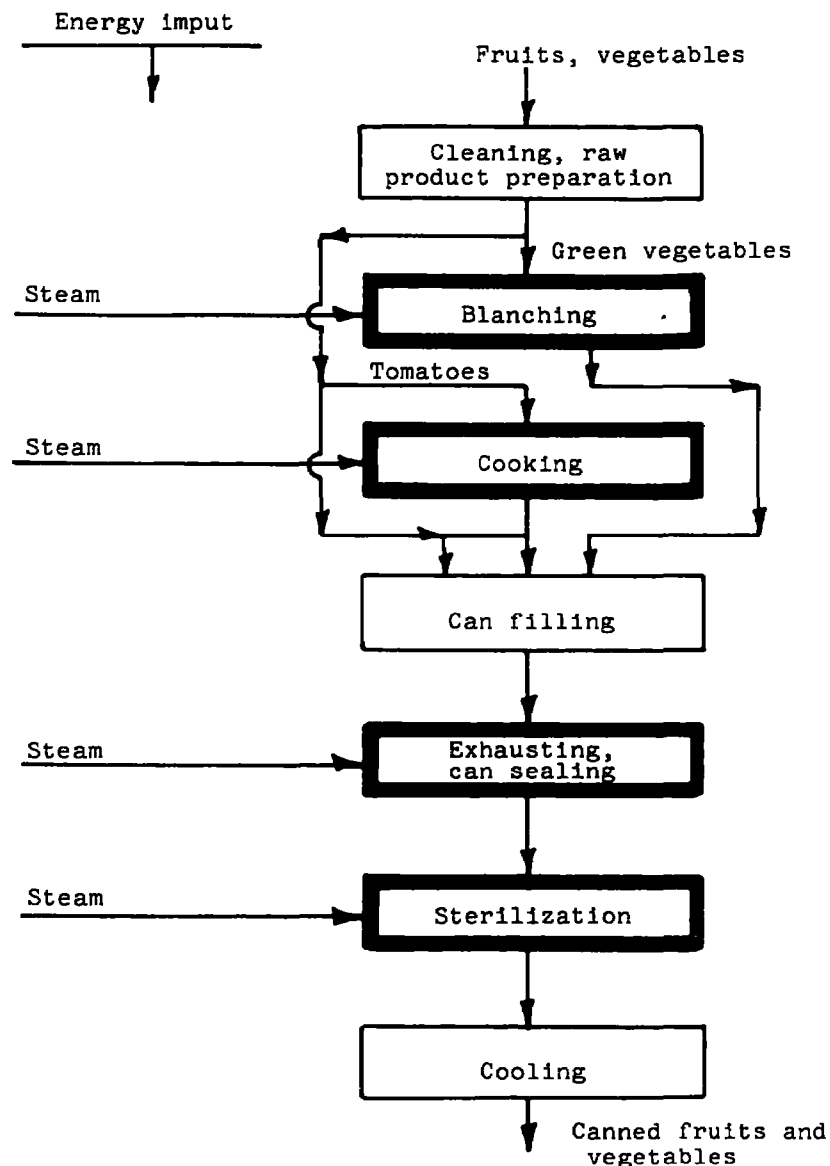 Energy imput
Fruits, vegetables
Cleaning, raw
product preparation
Green vegetables
Steam
Blanching
Tomatoes
Steam
Cooking
Can filling
Steam
Exhausting,
can sealing
Steam
Sterilization
Cooling
Canned fruits and
vegetables